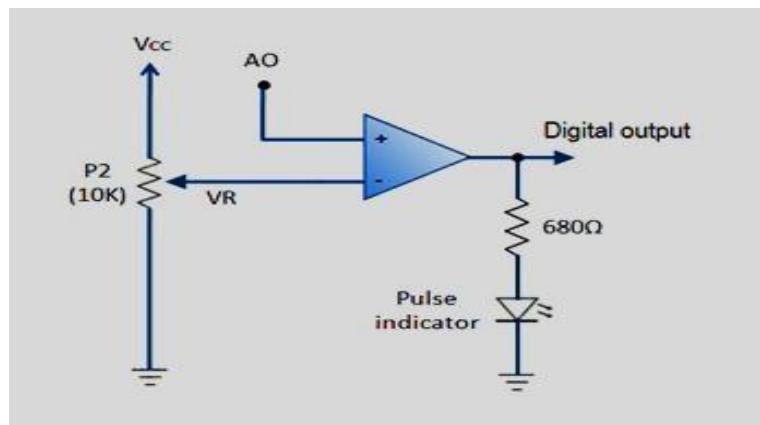 Vcc
AO
+
-
Digital output
P2
(10K)
VR
680Ω
Pulse
indicator